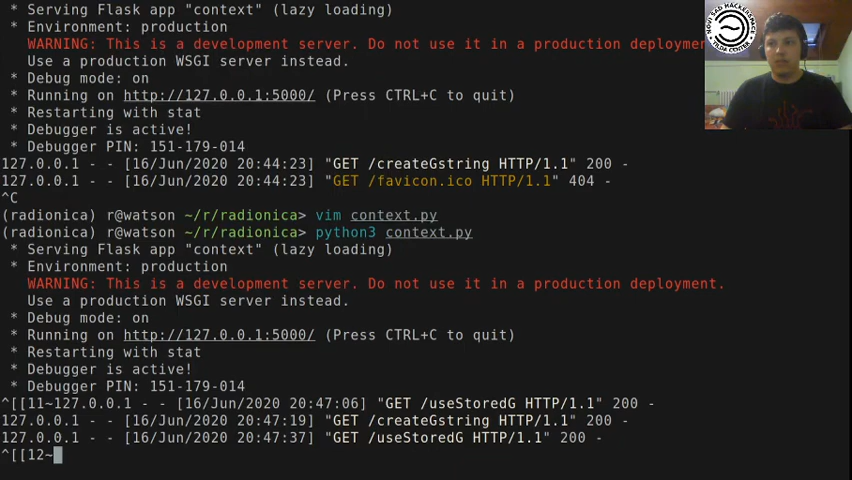 * Serving Flask app "context" (lazy loading)
* Environment: production
WARNING: This is a development server. Do not use it in a production deploymen
Use a production WSGI server instead.
* Debug mode: on
* Running on http://127.0.0.1:5000/ (Press CTRL+C to quit)
* Restarting with stat
* Debugger is active!
* Debugger PIN: 151-179-014
127.0.0.1 - - [16/Jun/2020 20:44:23] "GET /createGstring HTTP/1.1" 200 -
127.0.0.1 - - [16/Jun/2020 20:44:23] "GET /favicon.ico HTTP/1.1" 404 -
^C
(radionica) r@watson ~/r/radionica> vim context.py
(radionica) r@watson ~/r/radionica> python3 context.py
* Serving Flask app "context" (lazy loading)
* Environment: production
WARNING: This is a development server. Do not use it in a production deployment.
Use a production WSGI server instead.
* Debug mode: on
* Running on http://127.0.0.1:5000/ (Press CTRL+C to quit)
* Restarting with stat
* Debugger is active!
* Debugger PIN: 151-179-014
^[[11~127.0.0.1 - - [16/Jun/2020 20:47:06] "GET /useStoredG HTTP/1.1" 200 -
127.0.0.1 - - [16/Jun/2020 20:47:19] "GET /createGstring HTTP/1.1" 200 -
127.0.0.1 - - [16/Jun/2020 20:47:37] "GET /useStoredG HTTP/1.1" 200 -
^[[12~
NOVI SAD HACKERSPACE
TILDA CENTER